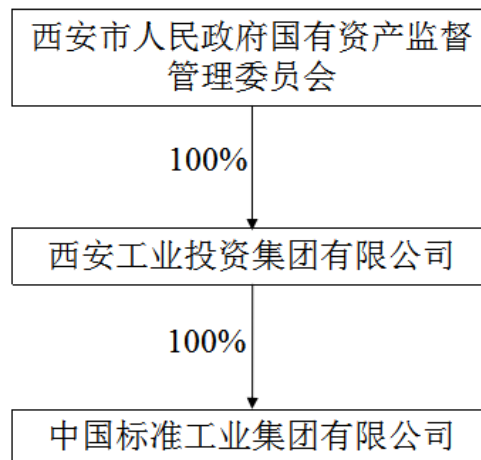 西安市人民政府国有资产监督
管理委员会
100%
西安工业投资集团有限公司
100%
中国标准工业集团有限公司